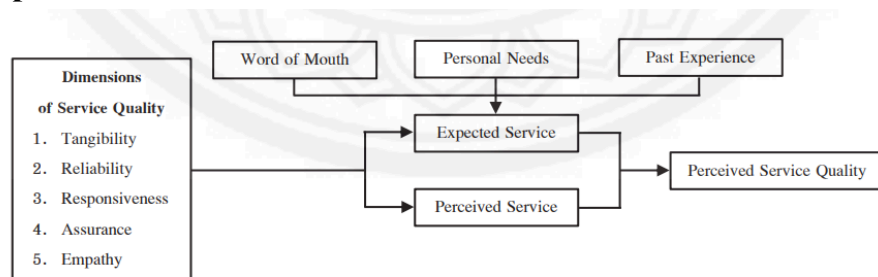 Word of Mouth
Personal Needs
Past Experience
Dimensions
of Service Quality
1. Tangibility
2. Reliability
3. Responsiveness
4. Assurance
5. Empathy
Expected Service
Perceived Service
Perceived Service Quality